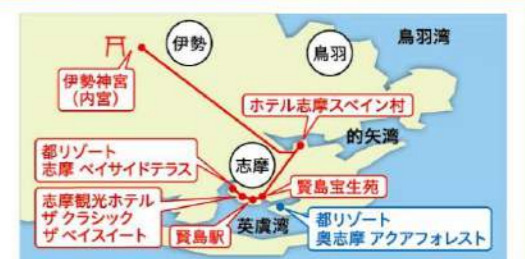 伊勢
鳥羽
鳥羽湾
伊勢神宮
(内宮)
ホテル志摩スペイン村
的矢湾
都リゾート
志摩 ベイサイドテラス
志摩
志摩観光ホテル
ザ クラシック
ザ ベイスイート
賢島宝生苑
賢島駅
英虞湾
都リゾート
奥志摩 アクアフォレスト